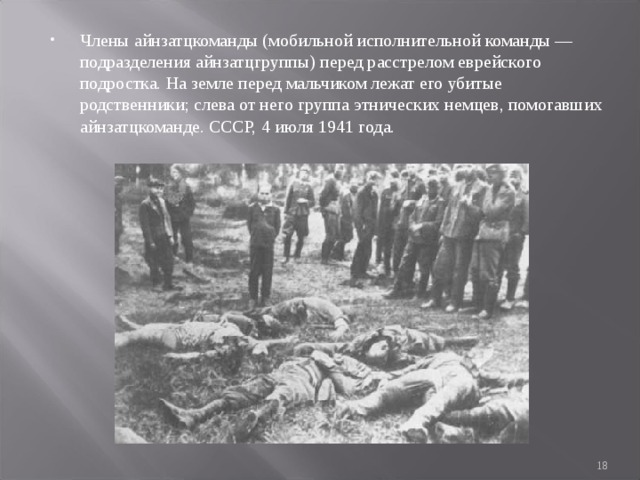 • Члены айнзатцкоманды (мобильной исполнительной команды —
подразделения айнзатцгруппы) перед расстрелом еврейского
подростка. На земле перед мальчиком лежат его убитые
родственники; слева от него группа этнических немцев, помогавших
айнзатцкоманде. СССР, 4 июля 1941 года.
18